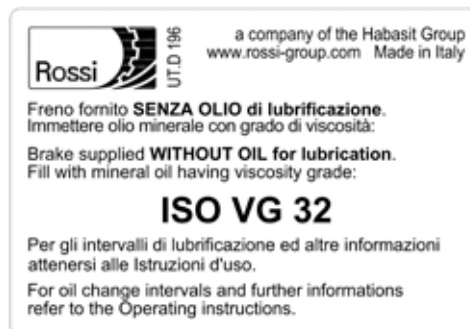 a company of the Habasit Group
www.rossi-group.com Made in Italy
Rossi
UT.D 196
Freno fornito SENZA OLIO di lubrificazione.
Immettere olio minerale con grado di viscosità:
Brake supplied WITHOUT OIL for lubrication.
Fill with mineral oil having viscosity grade:
ISO VG 32
Per gli intervalli di lubrificazione ed altre informazioni
attenersi alle Istruzioni d'uso.
For oil change intervals and further informations
refer to the Operating instructions.